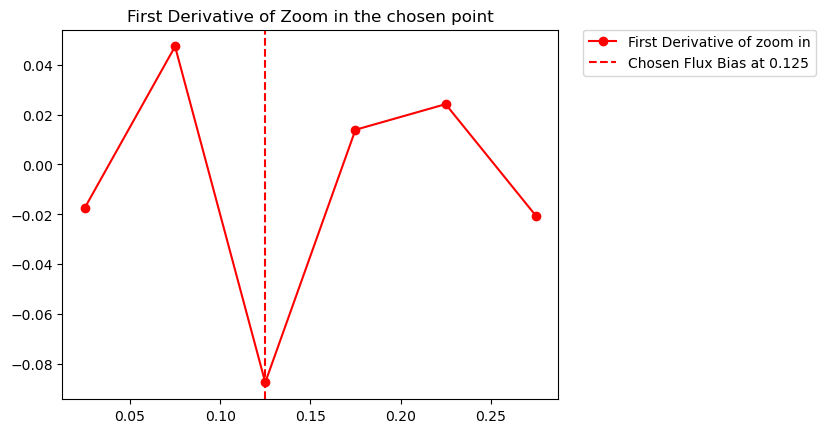 First Derivative of Zoom in the chosen point
First Derivative of zoom in
Chosen Flux Bias at 0.125
0.04
0.02
0.00
−0.02
−0.04
−0.06
−0.08
0.05 0.10 0.15 0.20 0.25